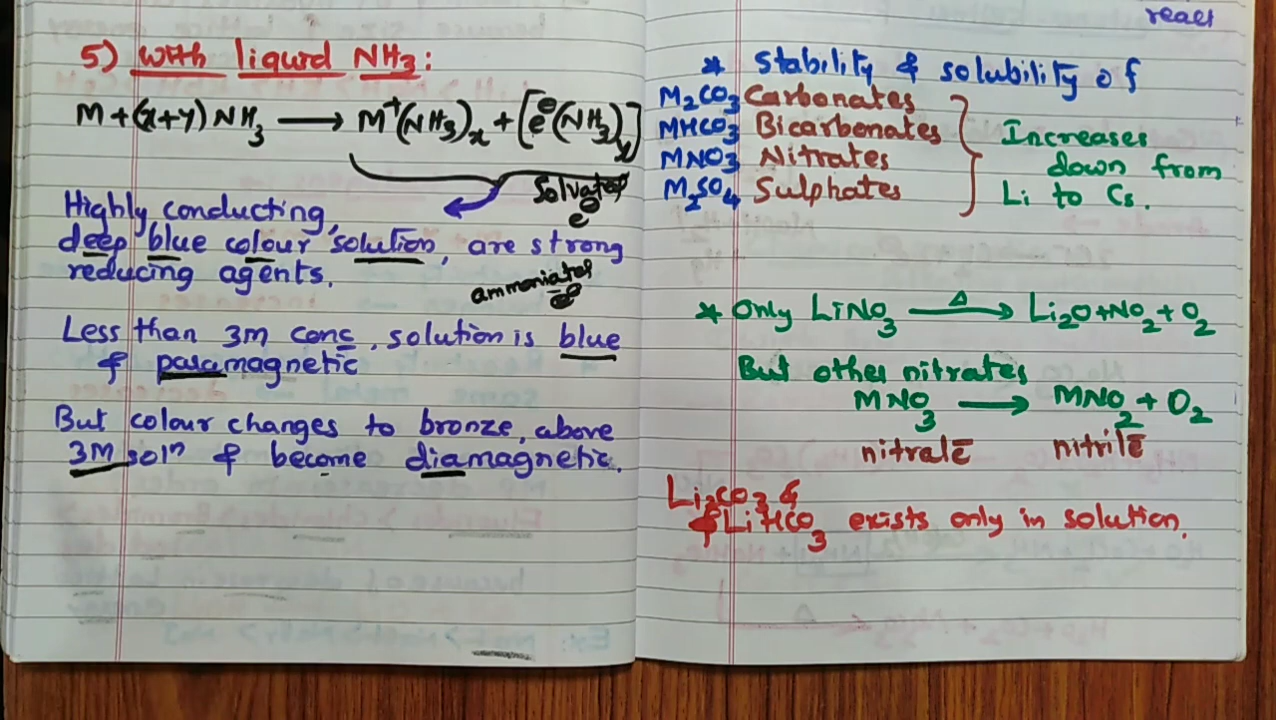 5) With liquid NH3:
M + (x+y) NH3 → M+(NH3)x + [e⊖(NH3)y]
Solvated
e⊖
Highly conducting,
deep blue colour solution, are strong
reducing agents.
ammoniated
e⊖
Less than 3M conc, solution is blue
& paramagnetic
But colour changes to bronze, above
3M soln & become diamagnetic.
react
* Stability & solubility of
M2CO3 Carbonates
MHCO3 Bicarbonates
MNO3 Nitrates
M2SO4 Sulphates
Increases
down from
Li to Cs.
* Only LiNO3 —Δ→ Li2O + NO2 + O2
But other nitrates
MNO3 → MNO2 + O2
nitrate nitrite
Li2CO3 &
LiHCO3 exists only in solution.